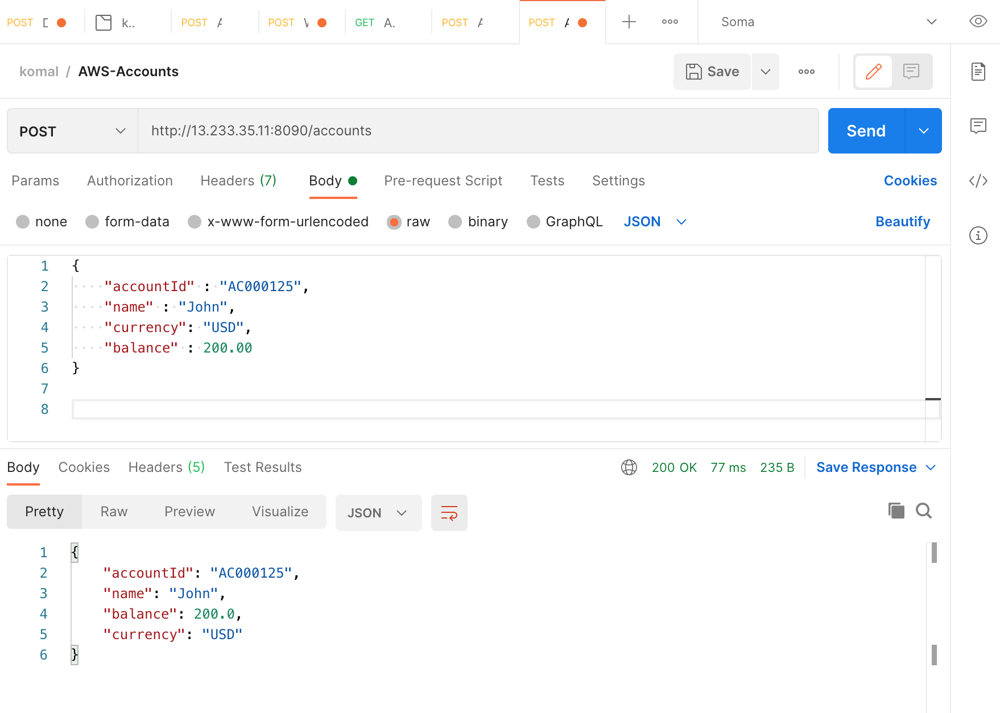 POST k.. POST POST GET A. POST POST Soma
komal / AWS-Accounts Save
POST http://13.233.35.11:8090/accounts Send
Params Authorization Headers (7) Body Pre-request Script Tests Settings Cookies
none form-data x-www-form-urlencoded raw binary GraphQL JSON Beautify
1 {
2 "accountId" : "AC000125",
3 "name" : "John",
4 "currency": "USD",
5 "balance" : 200.00
6 }
7
8
Body Cookies Headers (5) Test Results 200 OK 77 ms 235 B Save Response
Pretty Raw Preview Visualize JSON
1 {
2 "accountId": "AC000125",
3 "name": "John",
4 "balance": 200.0,
5 "currency": "USD"
6 }